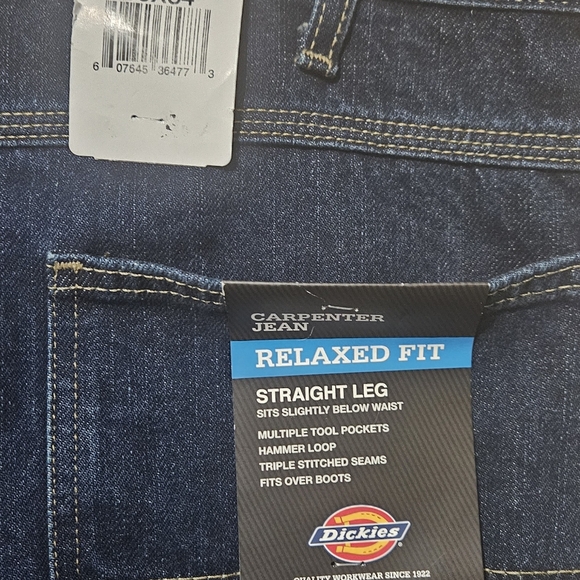 6 07645 36477 3
CARPENTER
JEAN
RELAXED FIT
STRAIGHT LEG
SITS SLIGHTLY BELOW WAIST
MULTIPLE TOOL POCKETS
HAMMER LOOP
TRIPLE STITCHED SEAMS
FITS OVER BOOTS
Dickies
QUALITY WORKWEAR SINCE 1922